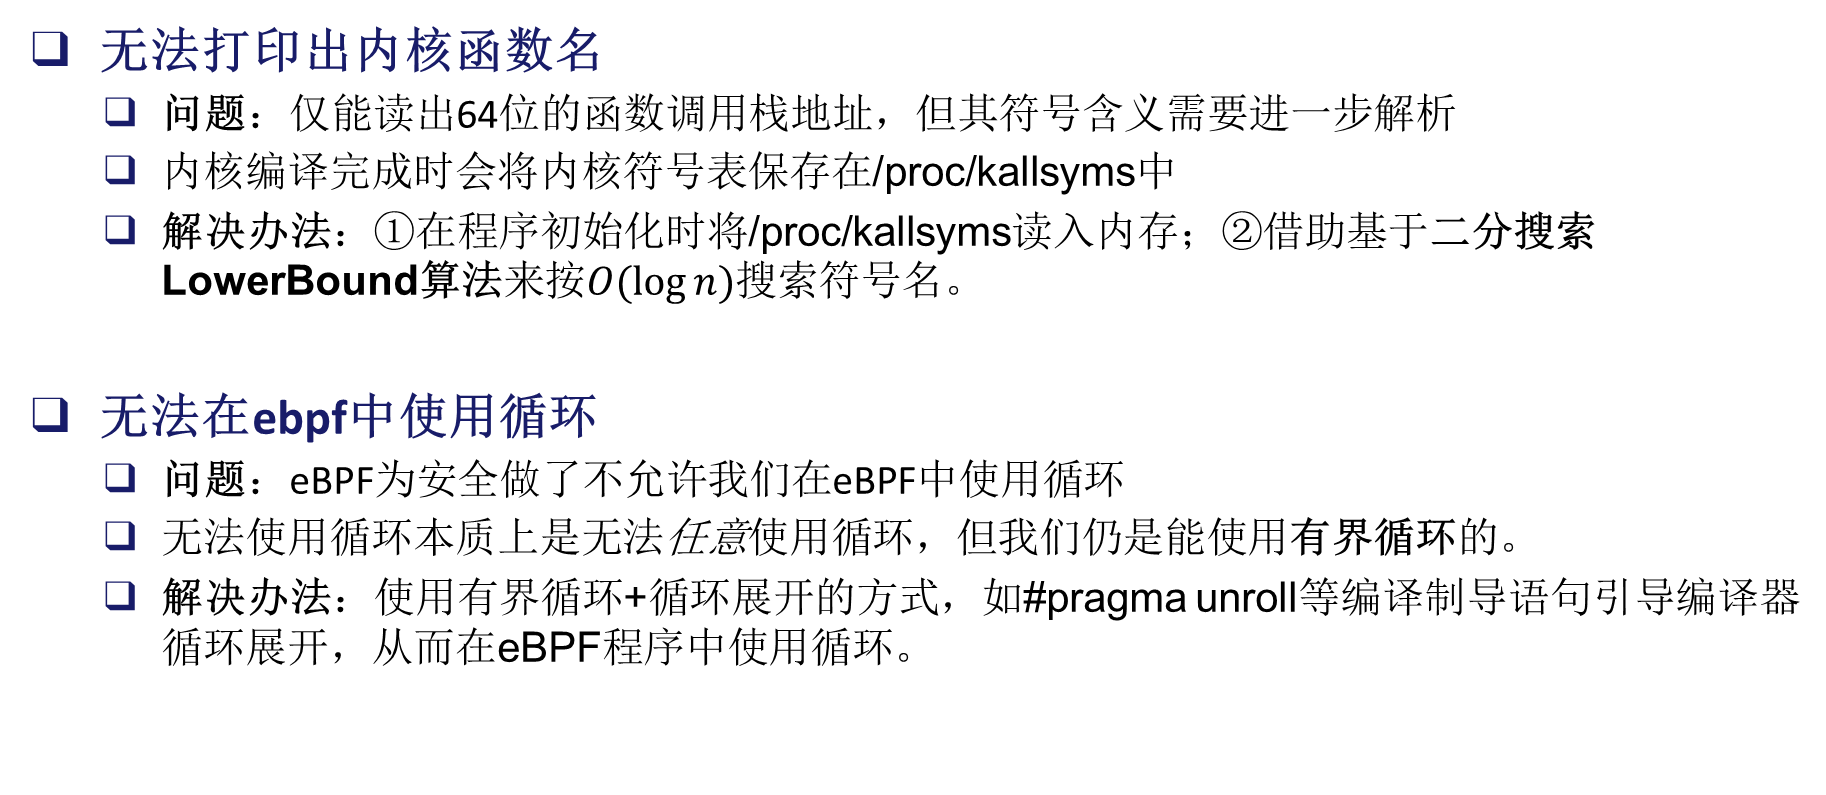 无法打印出内核函数名
问题：仅能读出64位的函数调用栈地址，但其符号含义需要进一步解析
内核编译完成时会将内核符号表保存在/proc/kallsyms中
解决办法：①在程序初始化时将/proc/kallsyms读入内存；②借助基于二分搜索
LowerBound算法来按O(log n)搜索符号名。
无法在ebpf中使用循环
问题：eBPF为安全做了不允许我们在eBPF中使用循环
无法使用循环本质上是无法任意使用循环，但我们仍是能使用有界循环的。
解决办法：使用有界循环+循环展开的方式，如#pragma unroll等编译制导语句引导编译器
循环展开，从而在eBPF程序中使用循环。